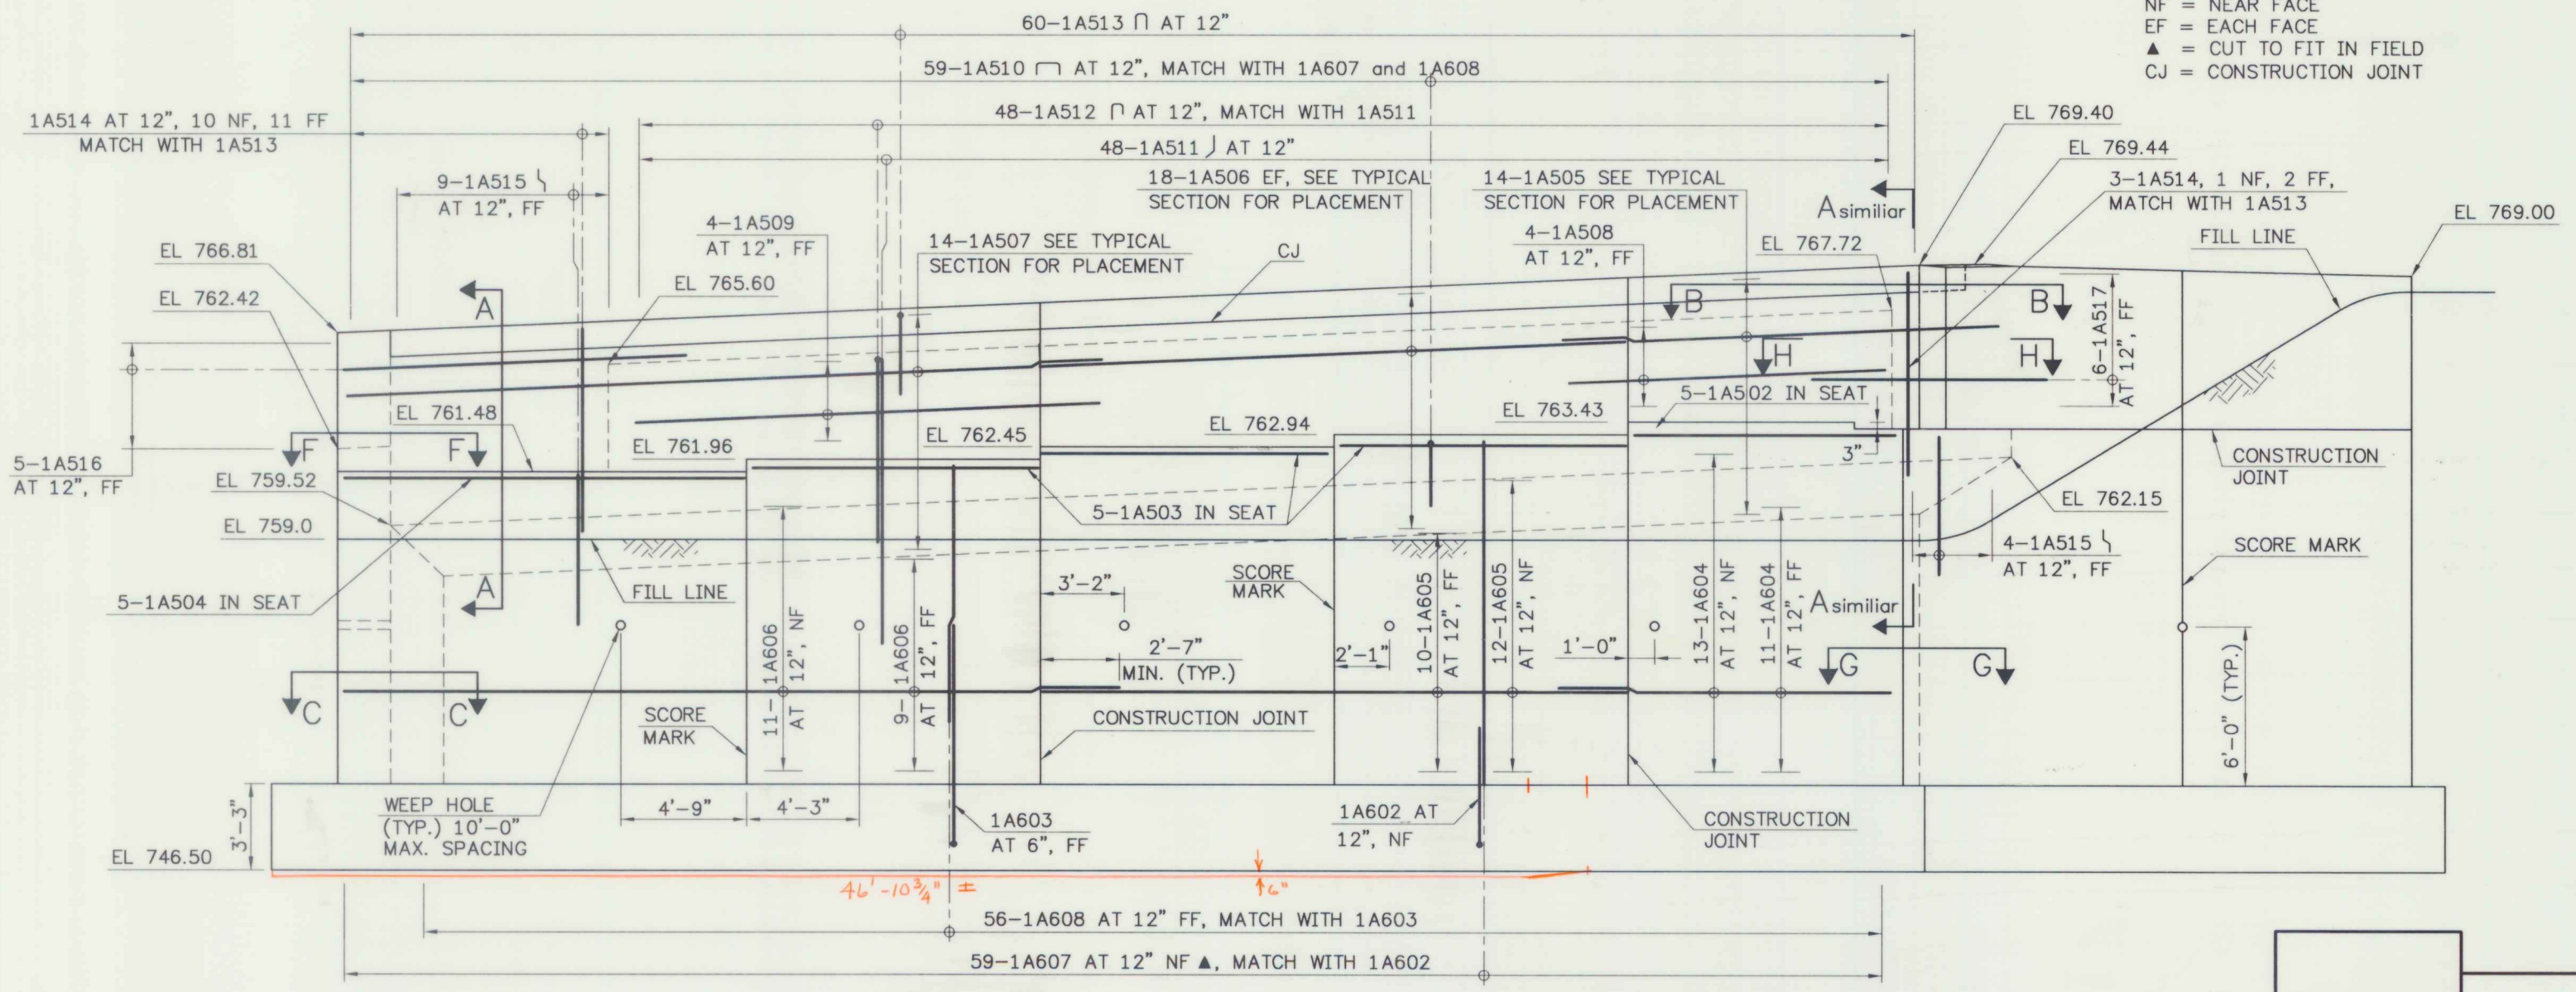 NF = NEAR FACE
EF = EACH FACE
▲ = CUT TO FIT IN FIELD
CJ = CONSTRUCTION JOINT
60-1A513 ⊓ AT 12"
59-1A510 ⊓ AT 12", MATCH WITH 1A607 and 1A608
48-1A512 ⊓ AT 12", MATCH WITH 1A511
48-1A511 AT 12"
1A514 AT 12", 10 NF, 11 FF
MATCH WITH 1A513
9-1A515
AT 12", FF
4-1A509
AT 12", FF
14-1A507 SEE TYPICAL
SECTION FOR PLACEMENT
CJ
18-1A506 EF, SEE TYPICAL
SECTION FOR PLACEMENT
14-1A505 SEE TYPICAL
SECTION FOR PLACEMENT
4-1A508
AT 12", FF
A similiar
EL 767.72
EL 769.40
EL 769.44
3-1A514, 1 NF, 2 FF,
MATCH WITH 1A513
FILL LINE
EL 769.00
EL 766.81
EL 762.42
A
EL 765.60
B
B
H
H
6-1A517
AT 12", FF
5-1A516
AT 12", FF
F
F
EL 761.48
EL 761.96
EL 762.45
EL 762.94
EL 763.43
5-1A502 IN SEAT
3"
CONSTRUCTION
JOINT
EL 759.52
EL 759.0
5-1A503 IN SEAT
EL 762.15
A
5-1A504 IN SEAT
FILL LINE
SCORE
MARK
4-1A515
AT 12", FF
SCORE MARK
A similiar
3'-2"
2'-7"
MIN. (TYP.)
2'-1"
1'-0"
11-1A606
AT 12", NF
9-1A606
AT 12", FF
10-1A605
AT 12", FF
12-1A605
AT 12", NF
13-1A604
AT 12", NF
11-1A604
AT 12", FF
G
G
6'-0" (TYP.)
C
C
SCORE
MARK
CONSTRUCTION JOINT
WEEP HOLE
(TYP.) 10'-0"
MAX. SPACING
4'-9"
4'-3"
1A603
AT 6", FF
1A602 AT
12", NF
CONSTRUCTION
JOINT
3'-3"
EL 746.50
46'-10 3/4" ±
6"
56-1A608 AT 12" FF, MATCH WITH 1A603
59-1A607 AT 12" NF ▲, MATCH WITH 1A602